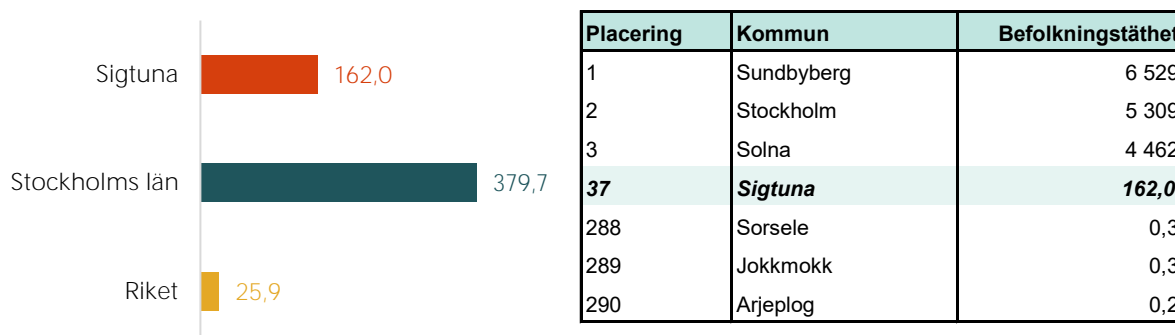 Sigtuna 162,0
Stockholms län 379,7
Riket 25,9
Placering Kommun Befolkningstäthet
1 Sundbyberg 6 529
2 Stockholm 5 309
3 Solna 4 462
37 Sigtuna 162,0
288 Sorsele 0,3
289 Jokkmokk 0,3
290 Arjeplog 0,2